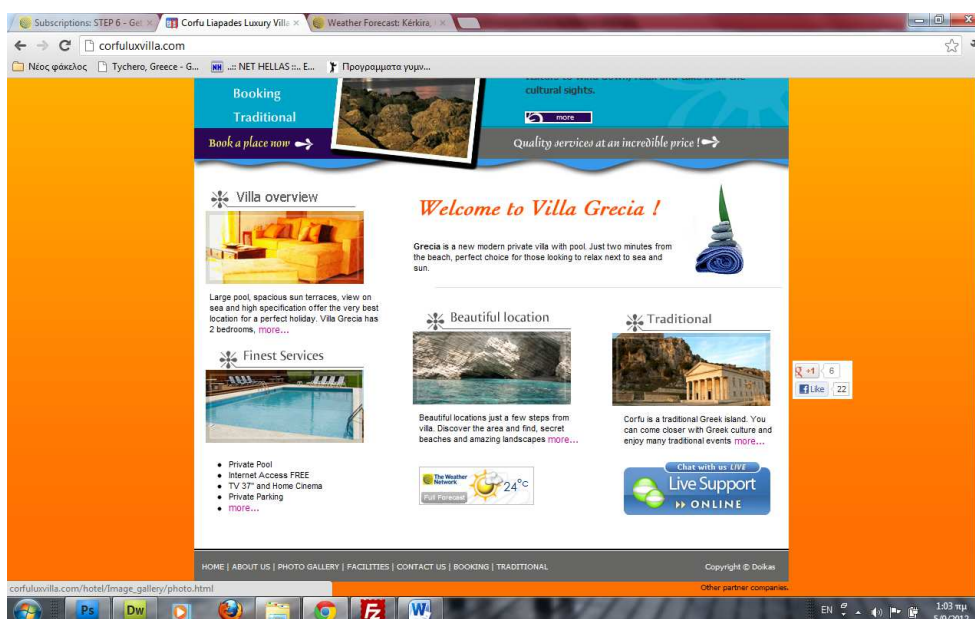 Subscriptions: STEP 6 - Get
Corfu Liapades Luxury Villa
Weather Forecast: Kérkira,
corfuluxvilla.com
Νέος φάκελος
Tychero, Greece - G...
..:: NET HELLAS ::.. E...
Προγραμματα γυμν...
Booking
Traditional
cultural sights.
more
Book a place now
Quality services at an incredible price !
Villa overview
Welcome to Villa Grecia !
Grecia is a new modern private villa with pool. Just two minutes from
the beach, perfect choice for those looking to relax next to sea and
sun.
Large pool, spacious sun terraces, view on
sea and high specification offer the very best
location for a perfect holiday. Villa Grecia has
2 bedrooms, more...
Beautiful location
Traditional
Finest Services
+1 6
Like 22
Beautiful locations just a few steps from
villa. Discover the area and find, secret
beaches and amazing landscapes more...
Corfu is a traditional Greek island. You
can come closer with Greek culture and
enjoy many traditional events more...
Private Pool
Internet Access FREE
TV 37" and Home Cinema
Private Parking
more...
The Weather
Network
Full Forecast
24°C
Chat with us LIVE
Live Support
ONLINE
HOME | ABOUT US | PHOTO GALLERY | FACILITIES | CONTACT US | BOOKING | TRADITIONAL
Copyright © Doikas
corfuluxvilla.com/hotel/Image_gallery/photo.html
Other partner companies.
Ps
Dw
EN
1:03 πμ
5/9/2012